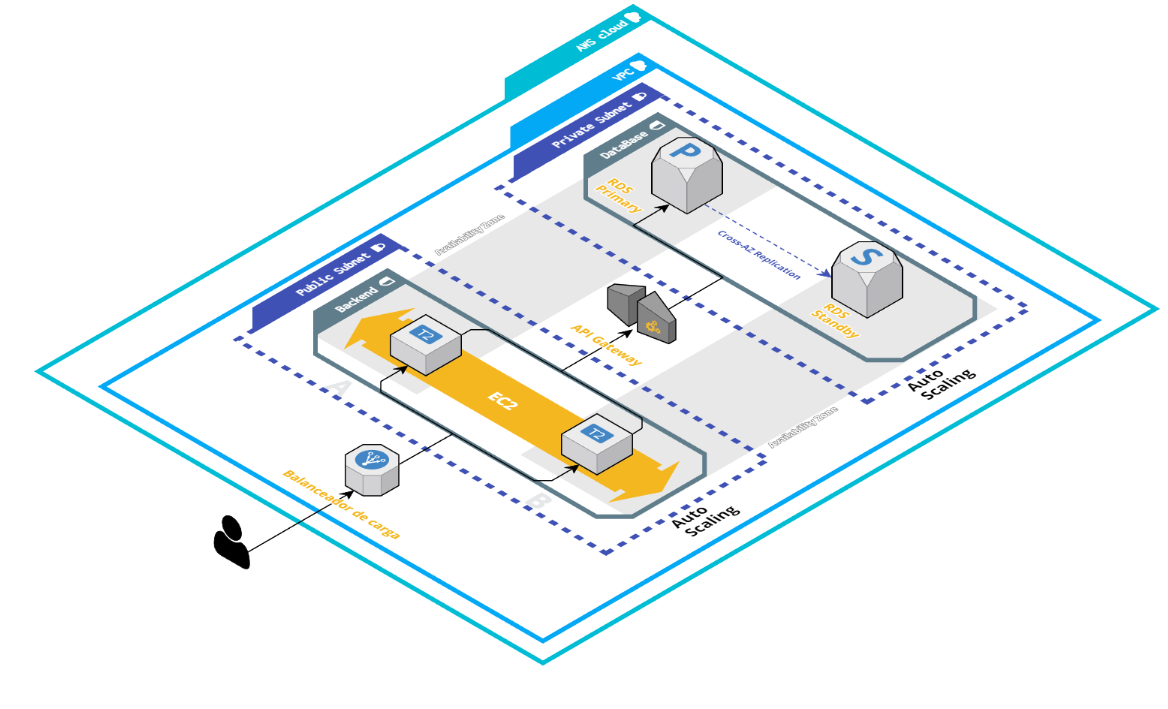 AWS cloud
VPC
Private Subnet
DataBase
P
RDS
Primary
Cross-AZ Replication
S
RDS
Standby
Availability Zone
Public Subnet
Backend
T2
API Gateway
EC2
A
T2
Auto
Scaling
Availability Zone
B
Auto
Scaling
Balanceador de carga